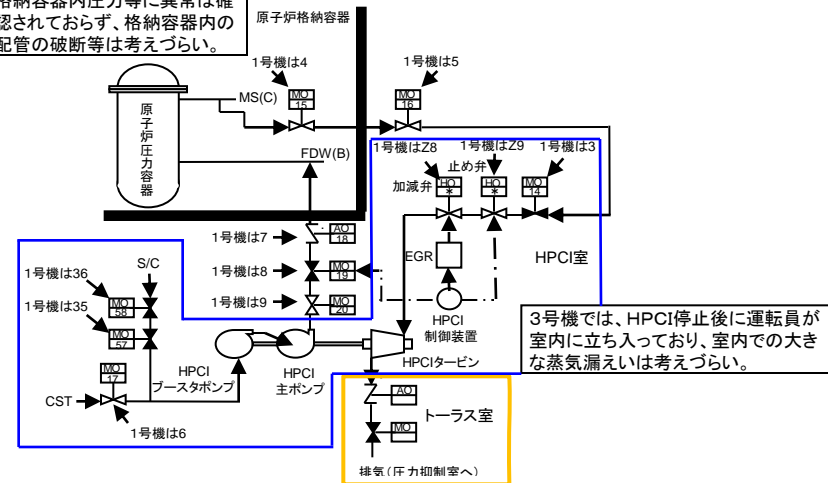 格納容器内圧力等に異常は確
認されておらず、格納容器内の
配管の破断等は考えづらい。
原子炉格納容器
1号機は4
1号機は5
MO
15
MO
16
MS(C)
原子炉圧力容器
FDW(B)
1号機はZ8
1号機はZ9
1号機は3
止め弁
加減弁
HO
*
HO
*
MO
14
1号機は7
AO
18
1号機は8
MO
19
1号機は9
MO
20
EGR
HPCI室
HPCI
制御装置
S/C
1号機は36
MO
58
1号機は35
MO
57
MO
17
CST
1号機は6
HPCI
ブースタポンプ
HPCI
主ポンプ
HPCIタービン
3号機では、HPCI停止後に運転員が
室内に立ち入っており、室内での大き
な蒸気漏えいは考えづらい。
AO
トーラス室
MO
排気(圧力抑制室へ)